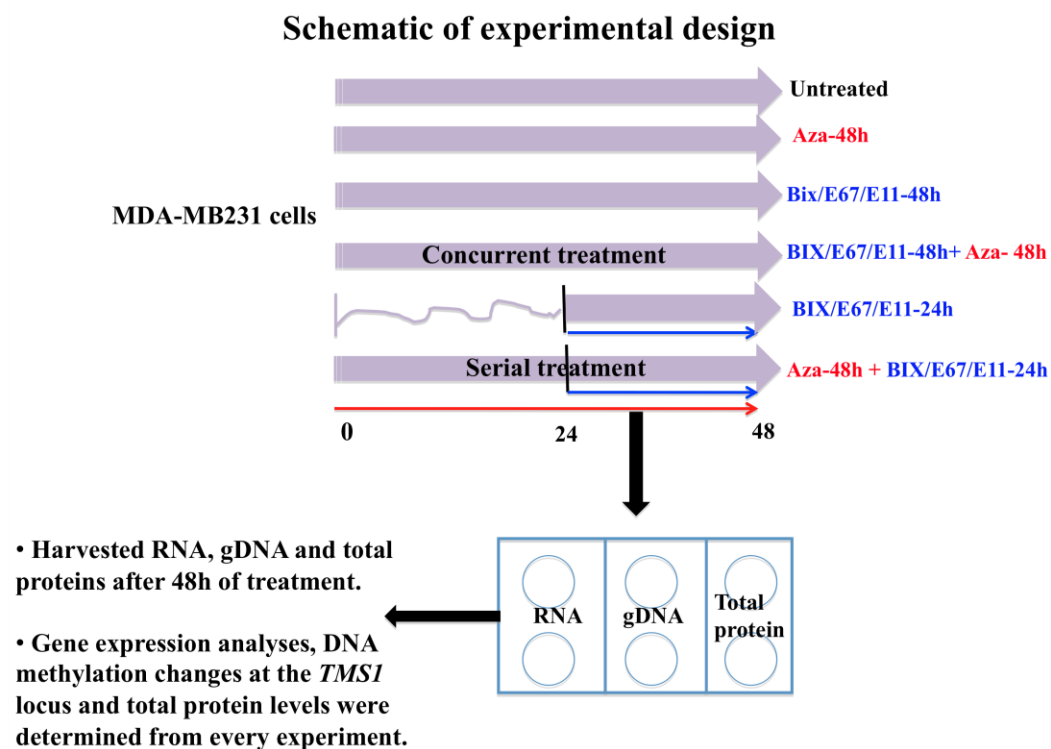 Schematic of experimental design
Untreated
Aza-48h
Bix/E67/E11-48h
MDA-MB231 cells
Concurrent treatment
BIX/E67/E11-48h+ Aza- 48h
BIX/E67/E11-24h
Serial treatment
Aza-48h + BIX/E67/E11-24h
0
24
48
• Harvested RNA, gDNA and total
proteins after 48h of treatment.
RNA
gDNA
Total
protein
• Gene expression analyses, DNA
methylation changes at the TMS1
locus and total protein levels were
determined from every experiment.